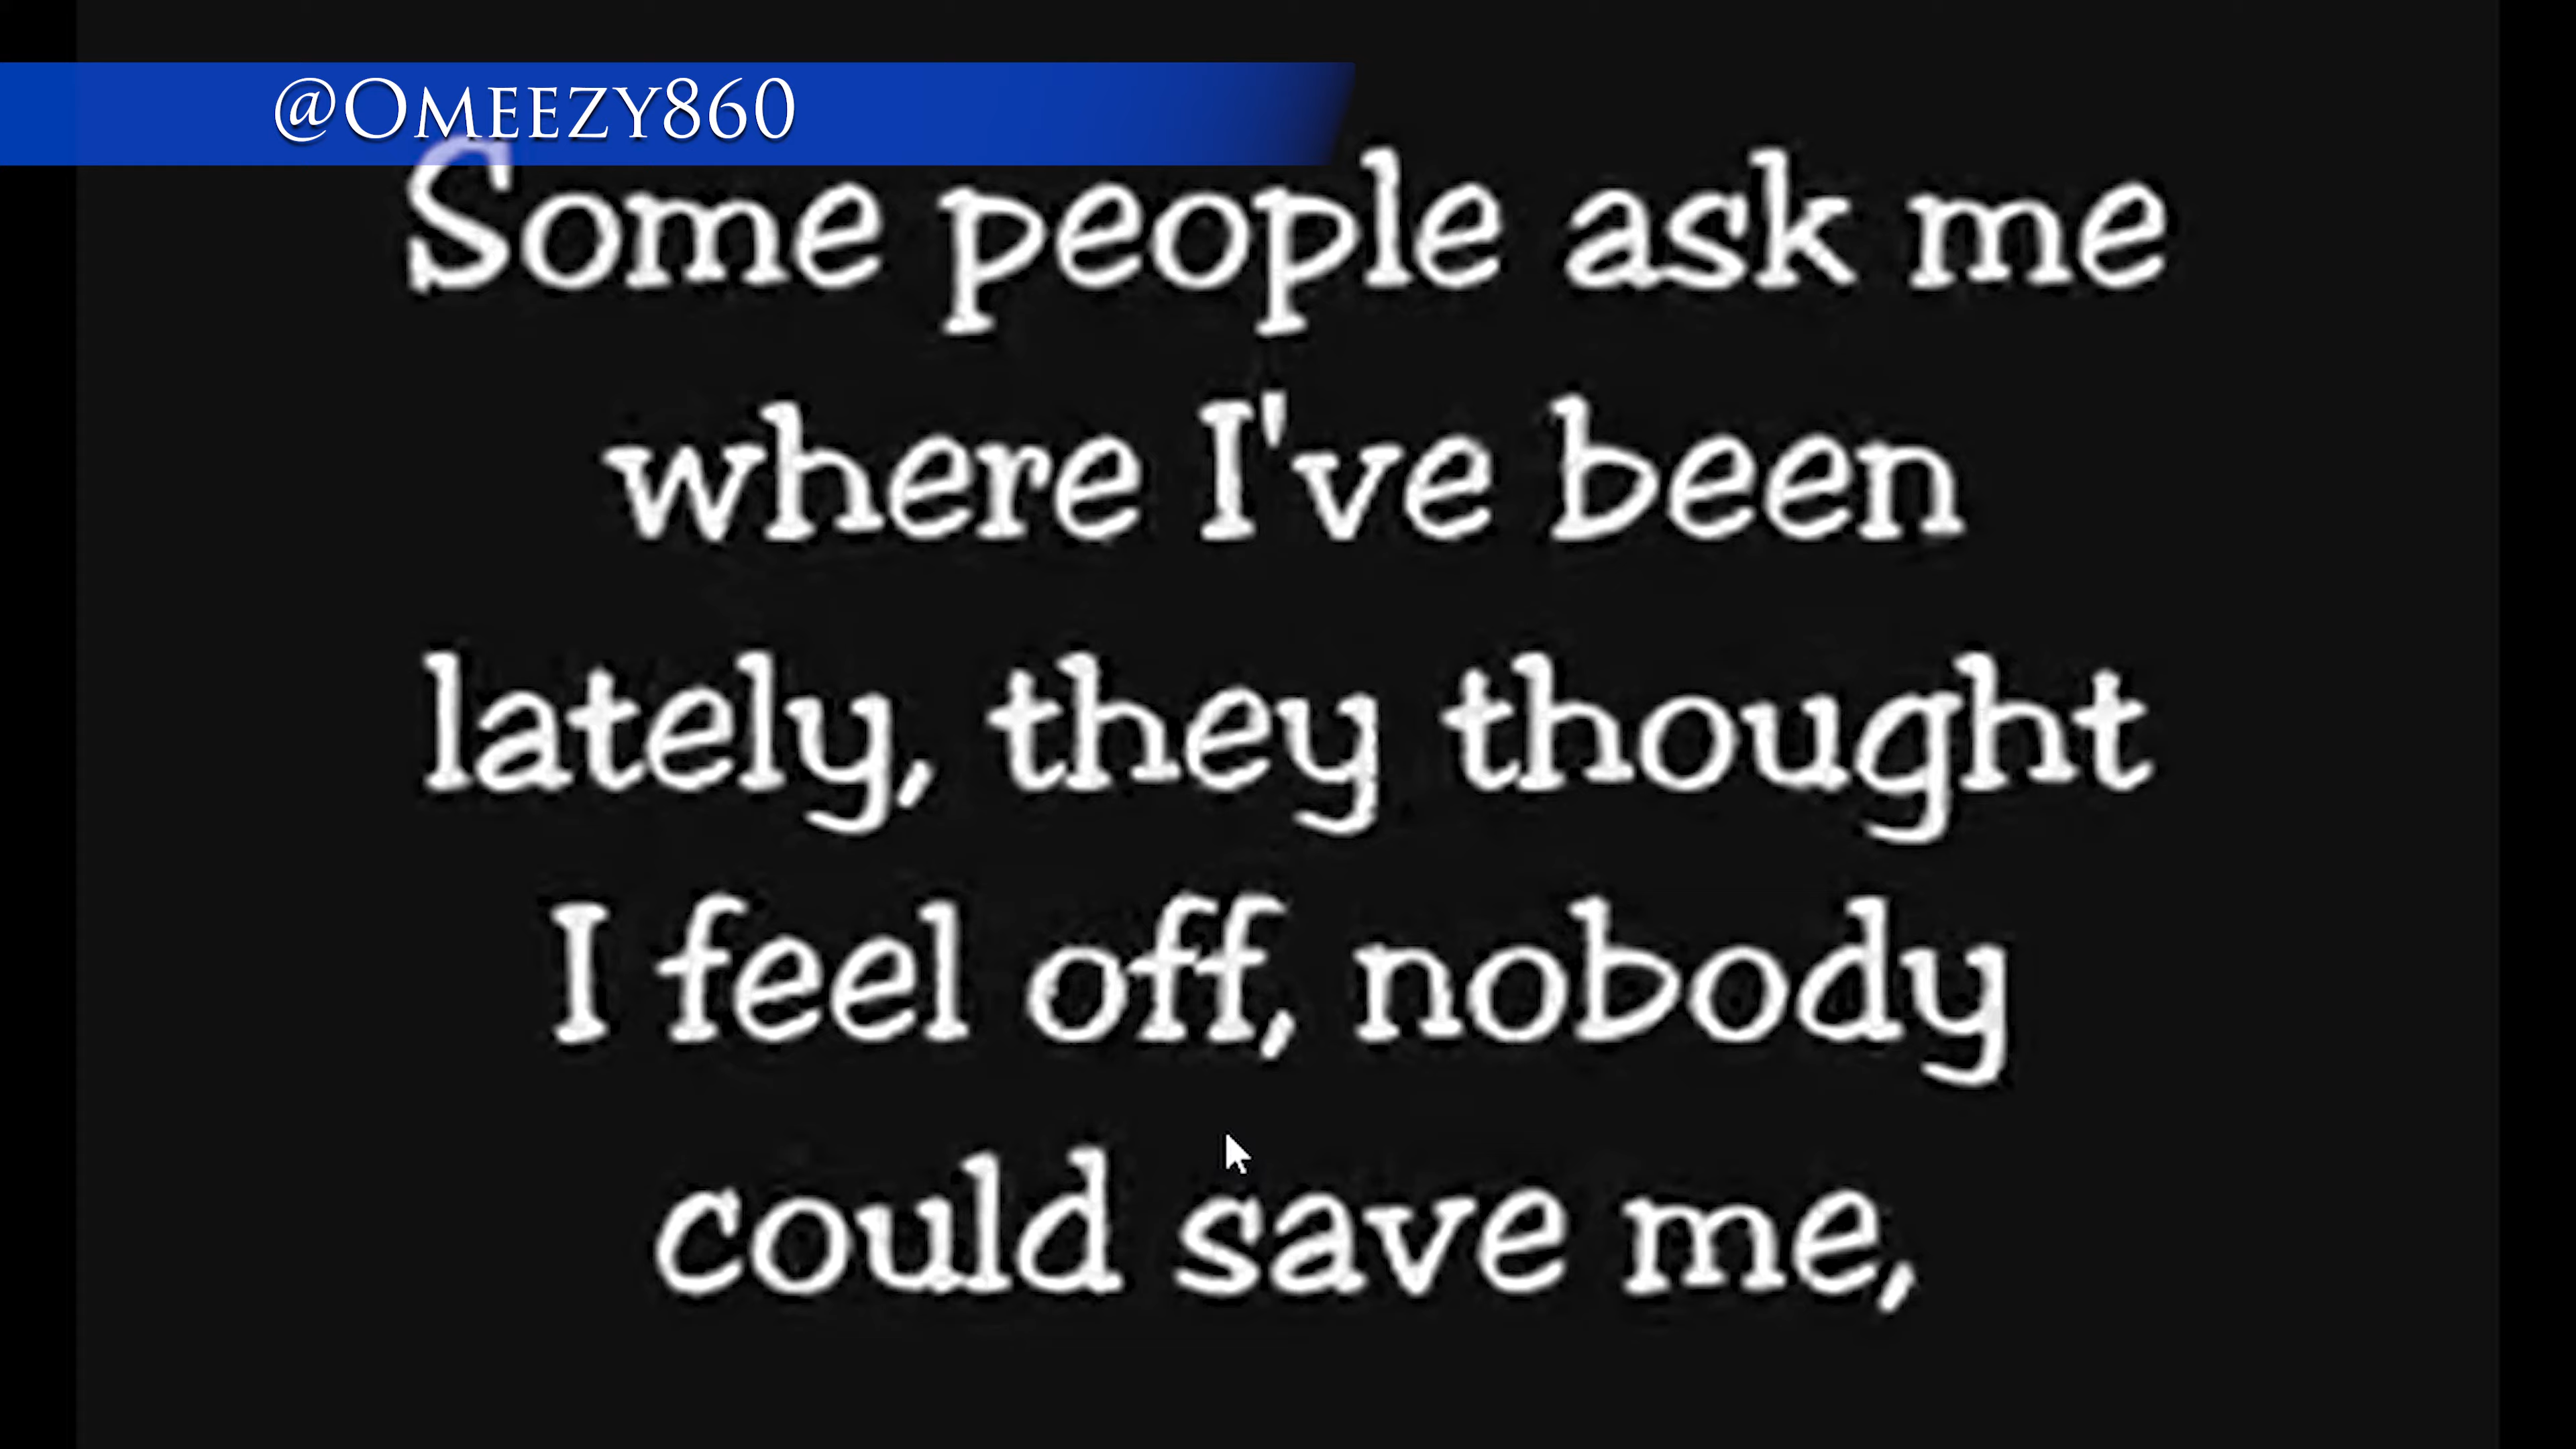 @Omeezy860
Some people ask me
where I've been
lately, they thought
I feel off, nobody
could save me,